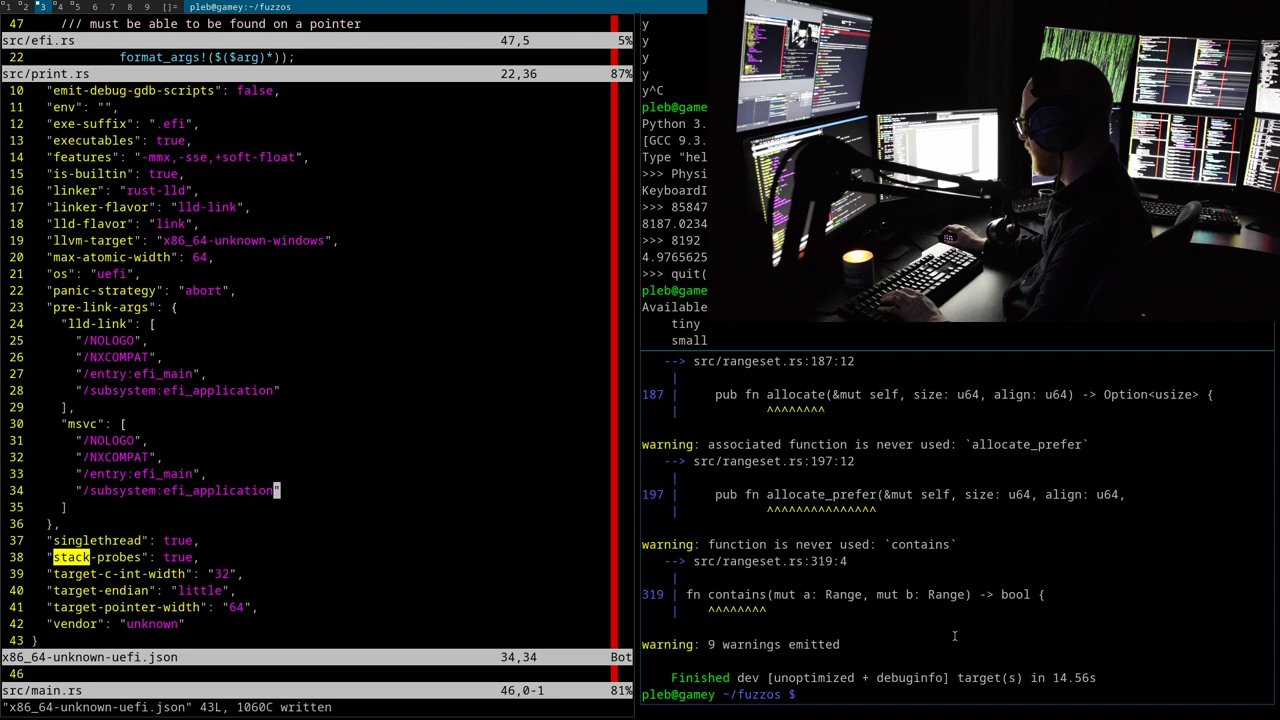 1 2 3 4 5 6 7 8 9 []= pleb@gamey:~/fuzzos
47 /// must be able to be found on a pointer
src/efi.rs 47,5 5%
22 format_args!($($arg)*));
src/print.rs 22,36 87%
10 "emit-debug-gdb-scripts": false,
11 "env": "",
12 "exe-suffix": ".efi",
13 "executables": true,
14 "features": "-mmx,-sse,+soft-float",
15 "is-builtin": true,
16 "linker": "rust-lld",
17 "linker-flavor": "lld-link",
18 "lld-flavor": "link",
19 "llvm-target": "x86_64-unknown-windows",
20 "max-atomic-width": 64,
21 "os": "uefi",
22 "panic-strategy": "abort",
23 "pre-link-args": {
24 "lld-link": [
25 "/NOLOGO",
26 "/NXCOMPAT",
27 "/entry:efi_main",
28 "/subsystem:efi_application"
29 ],
30 "msvc": [
31 "/NOLOGO",
32 "/NXCOMPAT",
33 "/entry:efi_main",
34 "/subsystem:efi_application"
35 ]
36 },
37 "singlethread": true,
38 "stack-probes": true,
39 "target-c-int-width": "32",
40 "target-endian": "little",
41 "target-pointer-width": "64",
42 "vendor": "unknown"
43 }
x86_64-unknown-uefi.json 34,34 Bot
46
src/main.rs 46,0-1 81%
"x86_64-unknown-uefi.json" 43L, 1060C written
y
y
y
y
y^C
pleb@game
Python 3.
[GCC 9.3.
Type "hel
>>> Physi
KeyboardI
>>> 85847
8187.0234
>>> 8192
4.9765625
>>> quit(
pleb@game
Available
tiny
small
--> src/rangeset.rs:187:12
|
187 | pub fn allocate(&mut self, size: u64, align: u64) -> Option<usize> {
| ^^^^^^^^
warning: associated function is never used: `allocate_prefer`
--> src/rangeset.rs:197:12
|
197 | pub fn allocate_prefer(&mut self, size: u64, align: u64,
| ^^^^^^^^^^^^^^^
warning: function is never used: `contains`
--> src/rangeset.rs:319:4
|
319 | fn contains(mut a: Range, mut b: Range) -> bool {
| ^^^^^^^^
warning: 9 warnings emitted
Finished dev [unoptimized + debuginfo] target(s) in 14.56s
pleb@gamey ~/fuzzos $